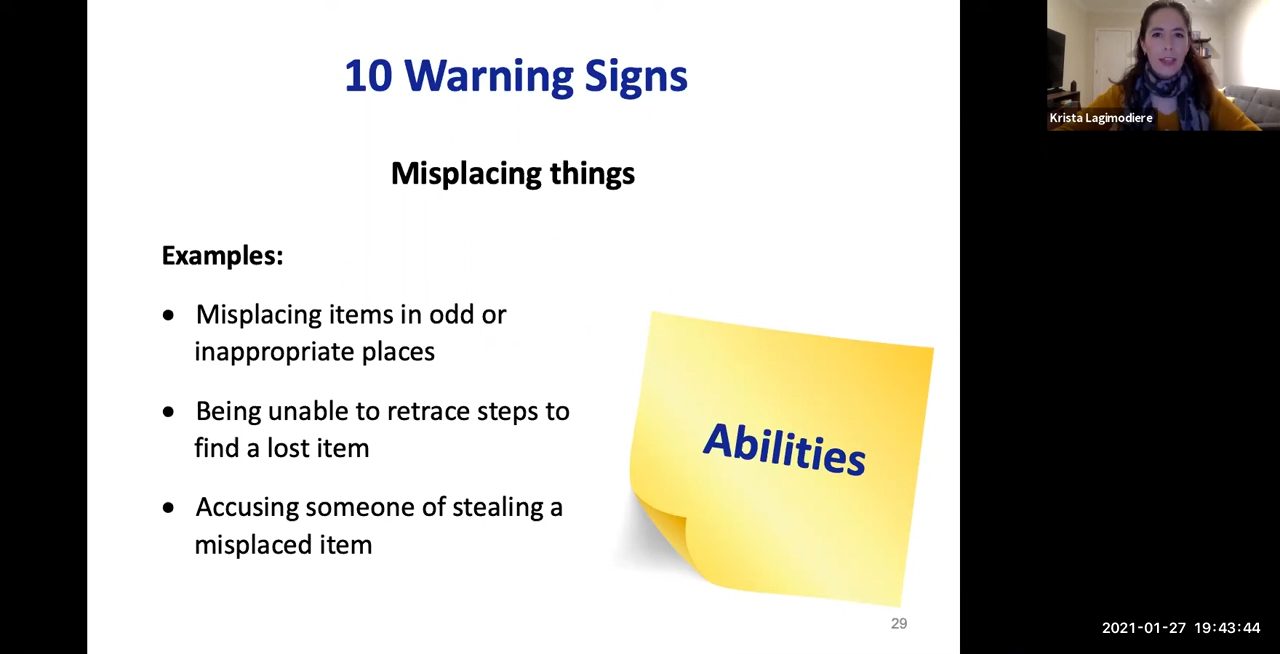 10 Warning Signs
Misplacing things
Examples:
• Misplacing items in odd or
inappropriate places
• Being unable to retrace steps to
find a lost item
• Accusing someone of stealing a
misplaced item
Abilities
29
Krista Lagimodiere
2021-01-27 19:43:44